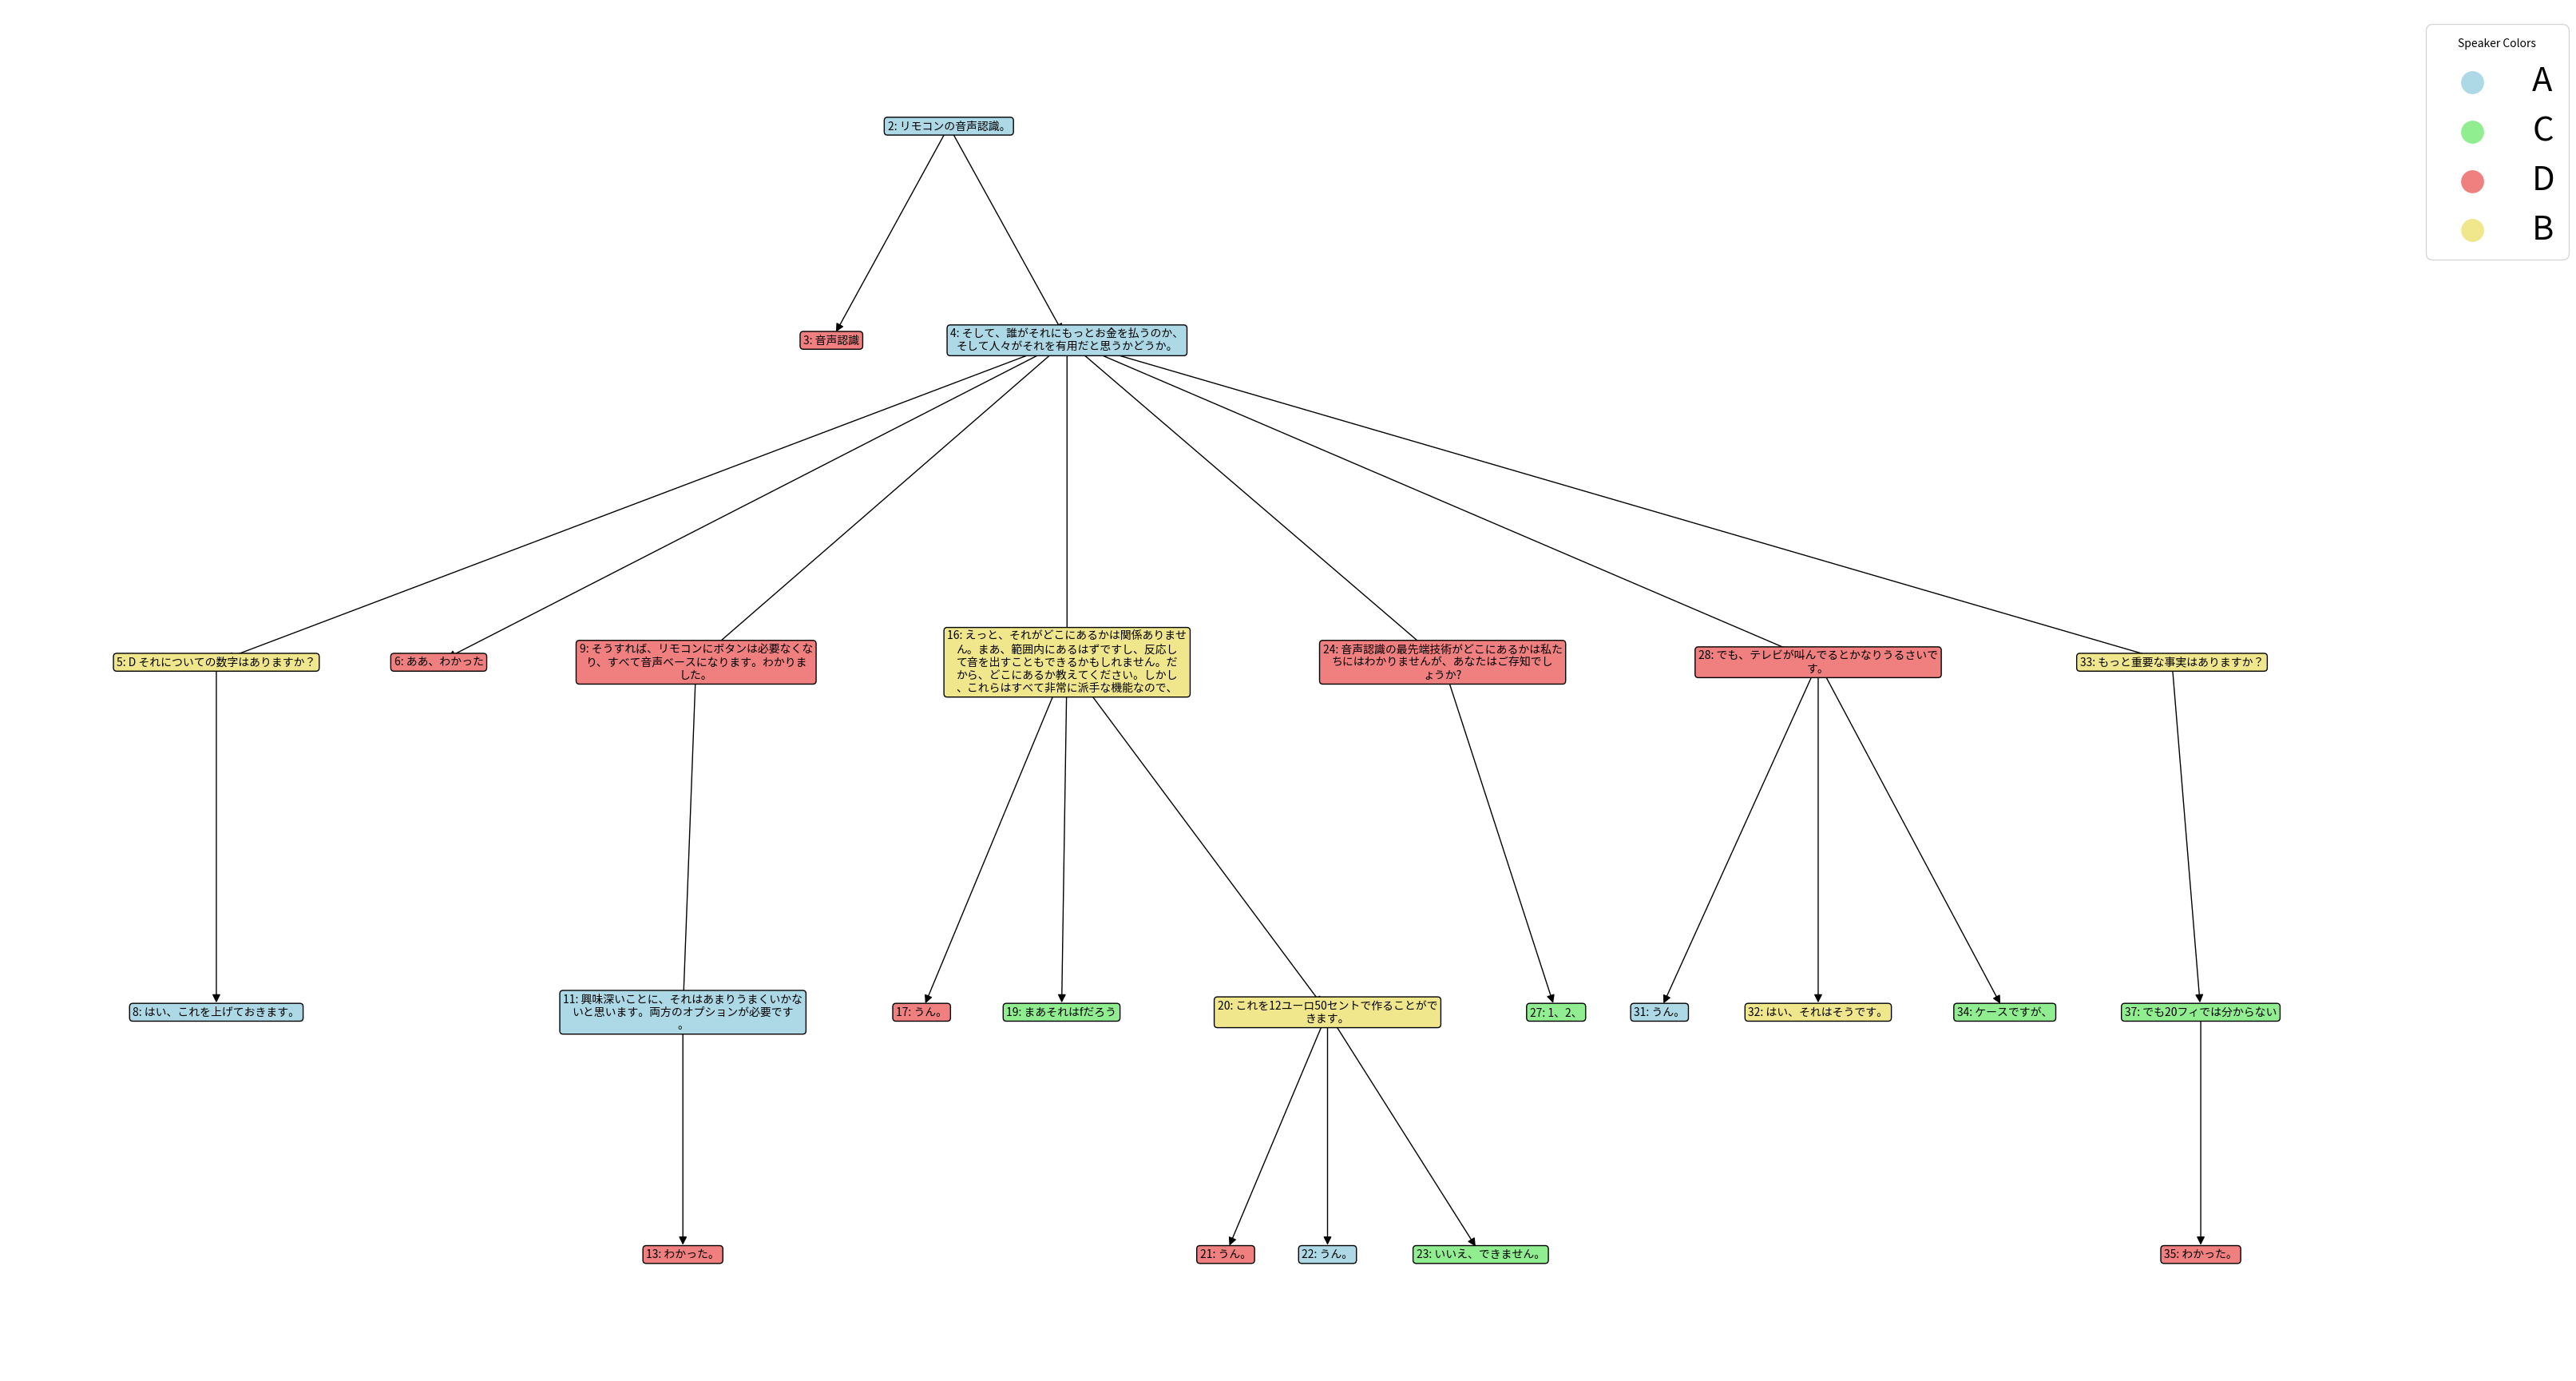 Speaker Colors
A
C
D
B
2: リモコンの音声認識。
3: 音声認識
4: そして、誰がそれにもっとお金を払うのか、
そして人々がそれを有用だと思うかどうか。
5: D それについての数字はありますか？
6: ああ、わかった
9: そうすれば、リモコンにボタンは必要なくな
り、すべて音声ベースになります。わかりま
した。
16: えっと、それがどこにあるかは関係ありませ
ん。まあ、範囲内にあるはずですし、反応し
て音を出すこともできるかもしれません。だ
から、どこにあるか教えてください。しかし
、これらはすべて非常に派手な機能なので、
24: 音声認識の最先端技術がどこにあるかは私た
ちにはわかりませんが、あなたはご存知でし
ょうか?
28: でも、テレビが叫んでるとかなりうるさいで
す。
33: もっと重要な事実はありますか？
8: はい、これを上げておきます。
11: 興味深いことに、それはあまりうまくいかな
いと思います。両方のオプションが必要です
。
17: うん。
19: まあそれはfだろう
20: これを12ユーロ50セントで作ることがで
きます。
27: 1、2、
31: うん。
32: はい、それはそうです。
34: ケースですが、
37: でも20フィでは分からない
13: わかった。
21: うん。
22: うん。
23: いいえ、できません。
35: わかった。